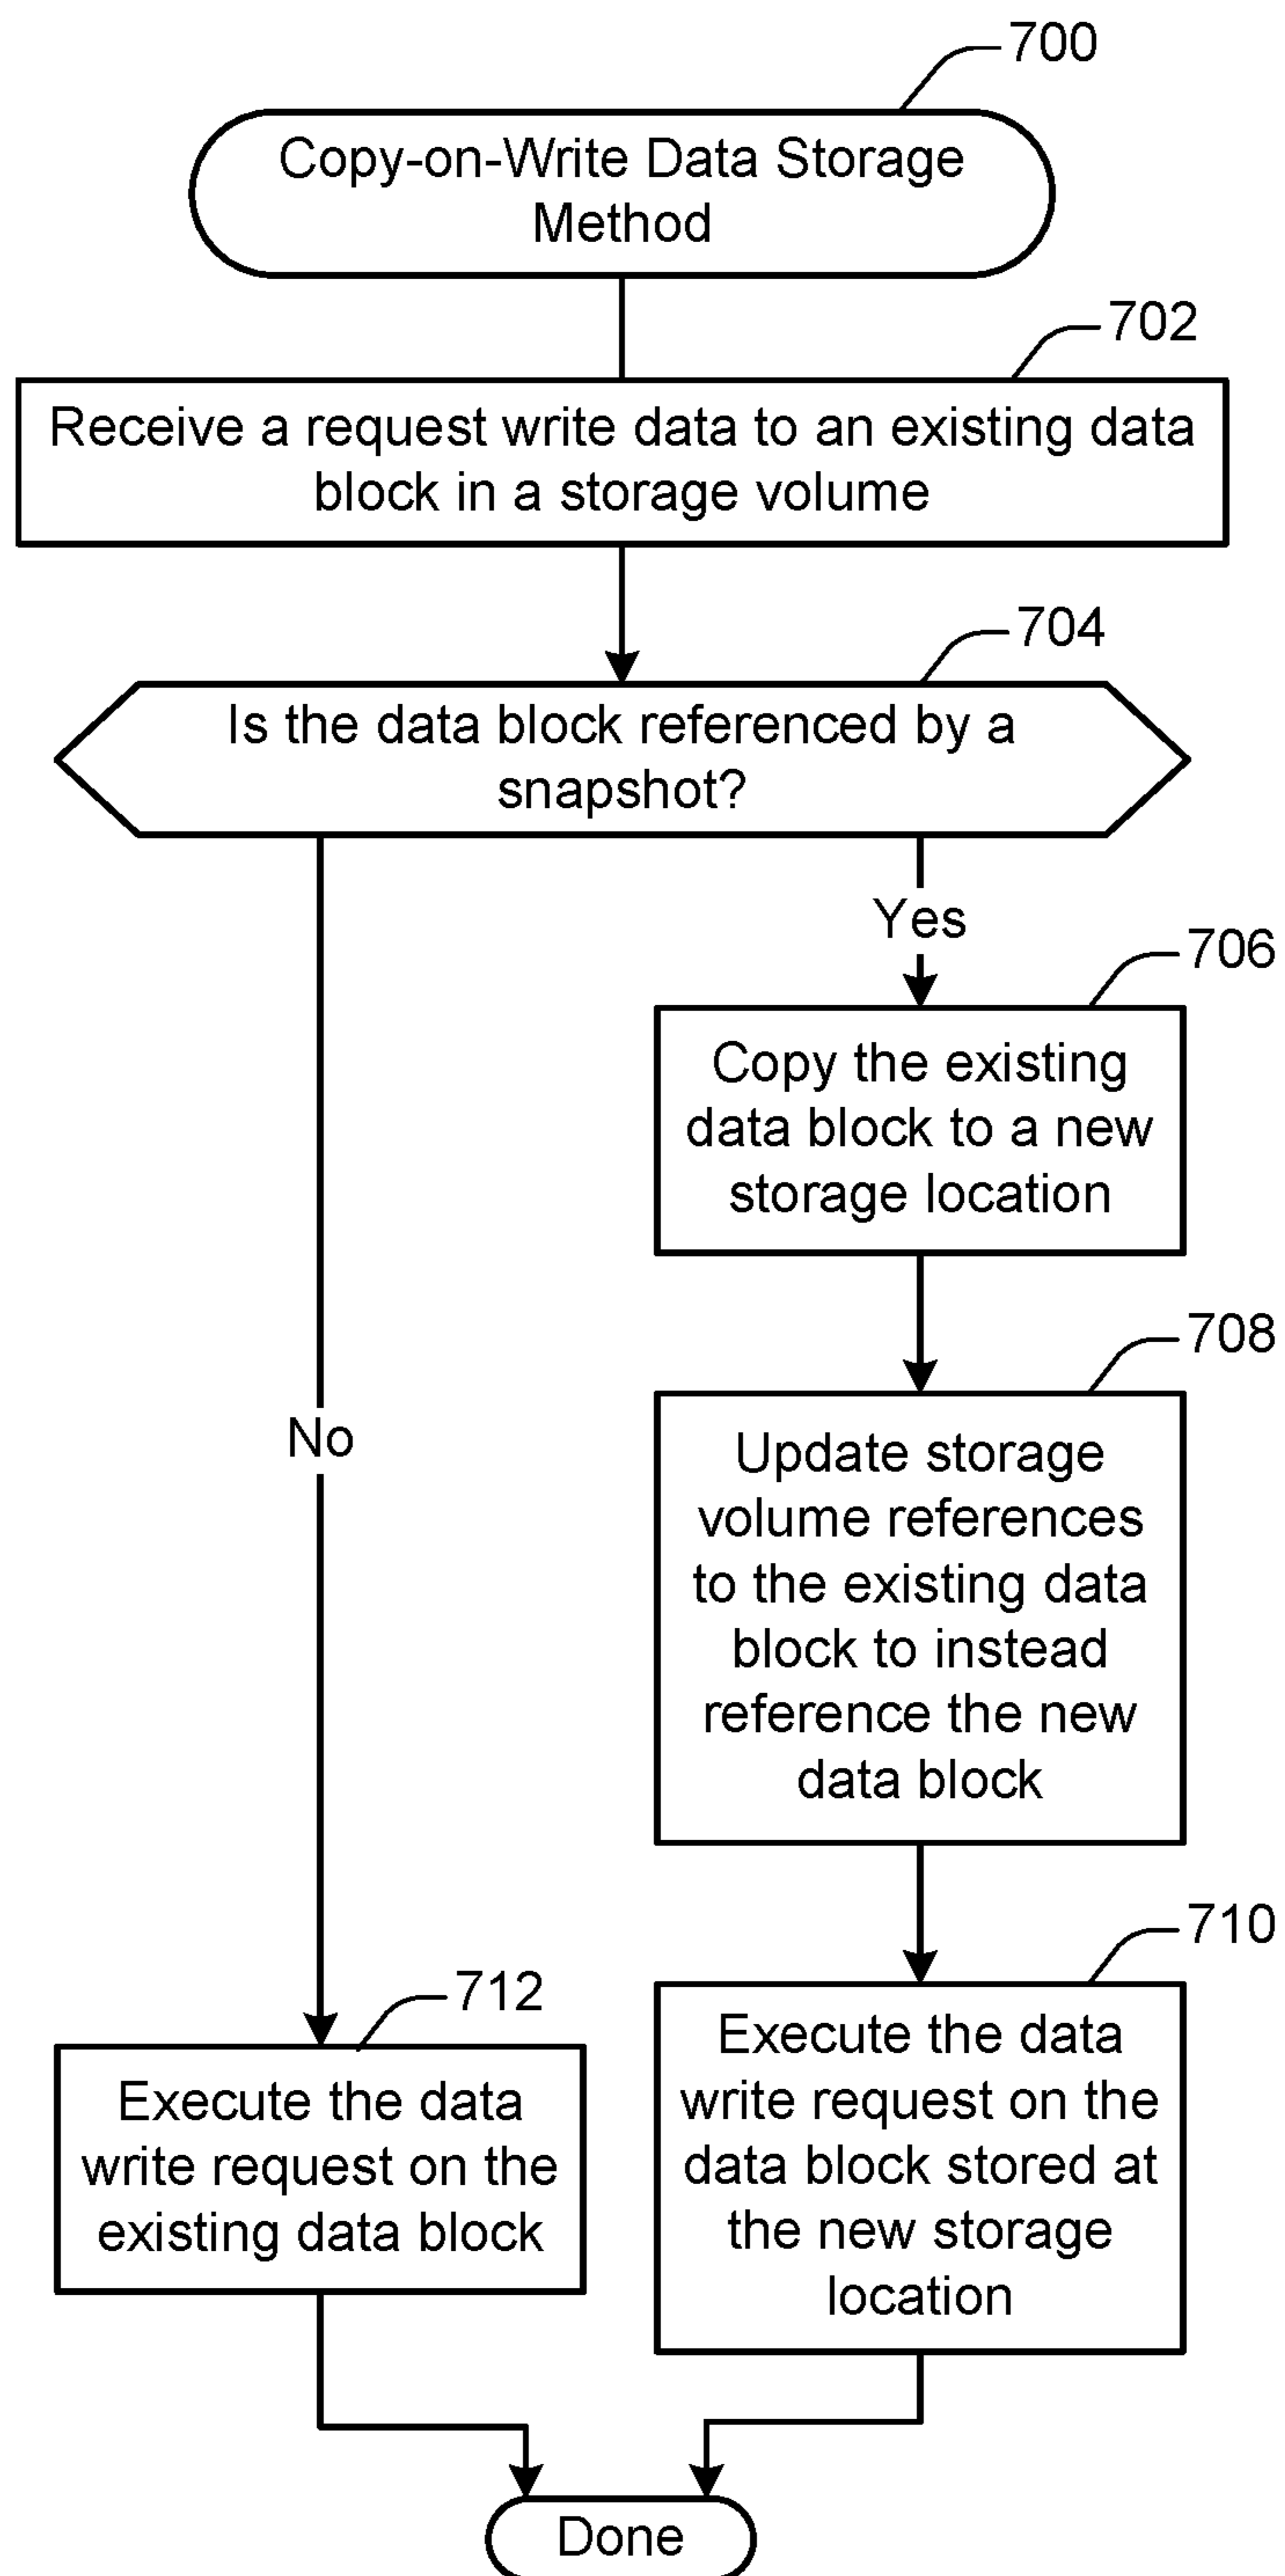 700
Copy-on-Write Data Storage
Method
702
Receive a request write data to an existing data
block in a storage volume
704
Is the data block referenced by a
snapshot?
Yes
706
Copy the existing
data block to a new
storage location
708
Update storage
volume references
to the existing data
block to instead
reference the new
data block
No
710
Execute the data
write request on the
data block stored at
the new storage
location
712
Execute the data
write request on the
existing data block
Done